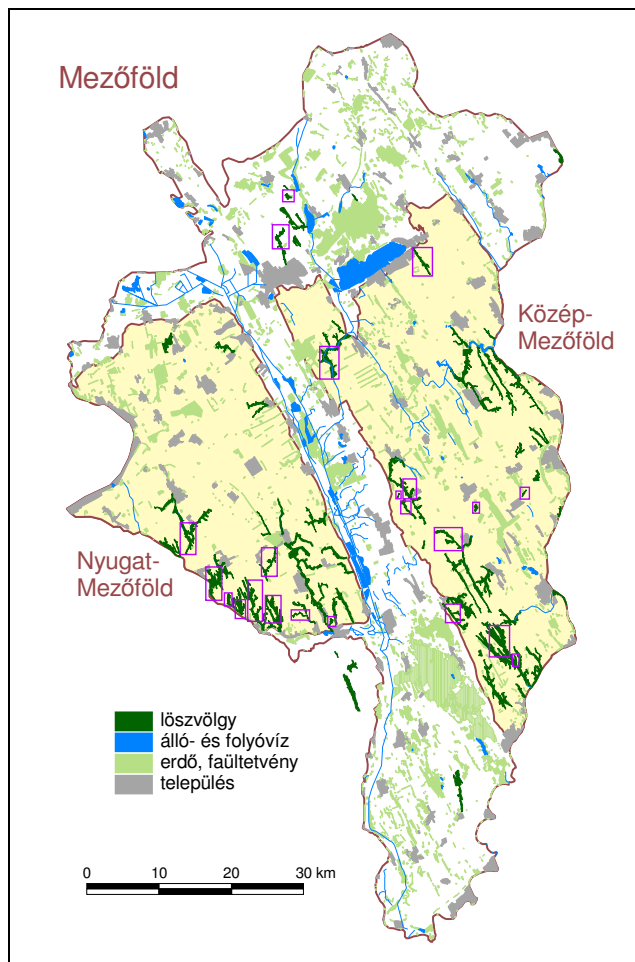 Mezőföld
Közép-
Mezőföld
Nyugat-
Mezőföld
löszvölgy
álló- és folyóvíz
erdő, faültetvény
település
0 10 20 30 km